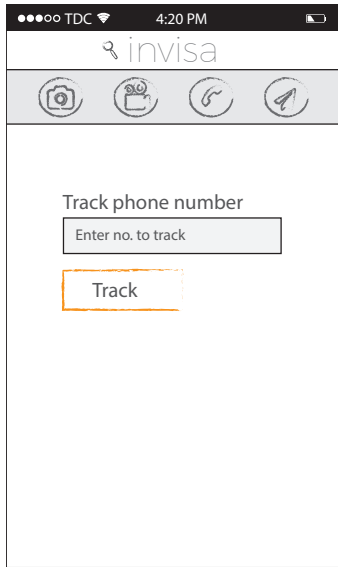 TDC 4:20 PM
invisa
Track phone number
Enter no. to track
Track